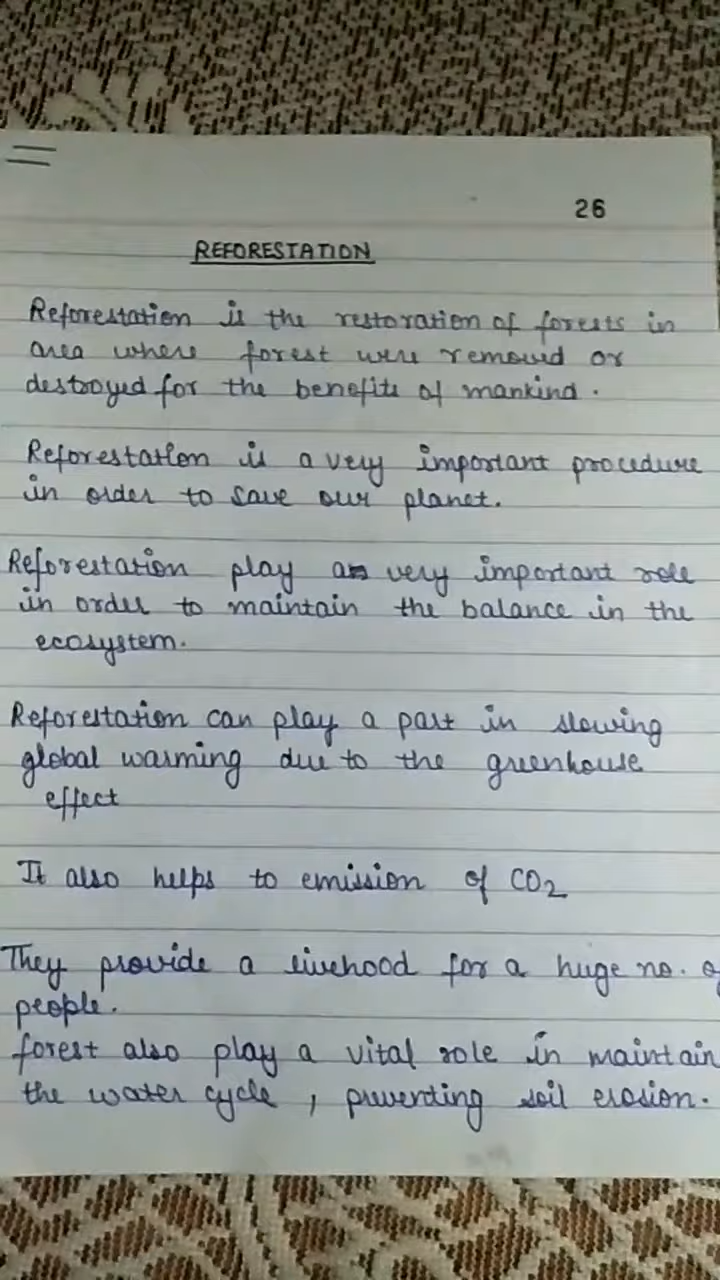 26
REFORESTATION
Reforestation is the restoration of forests in
area where forest were removed or
destroyed for the benefits of mankind.
Reforestation is a very important procedure
in order to save our planet.
Reforestation play a very important role
in order to maintain the balance in the
ecosystem.
Reforestation can play a part in slowing
global warming due to the greenhouse
effect
It also helps to emission of CO2
They provide a livehood for a huge no. of
people.
forest also play a vital role in maintain
the water cycle, preventing soil erosion.